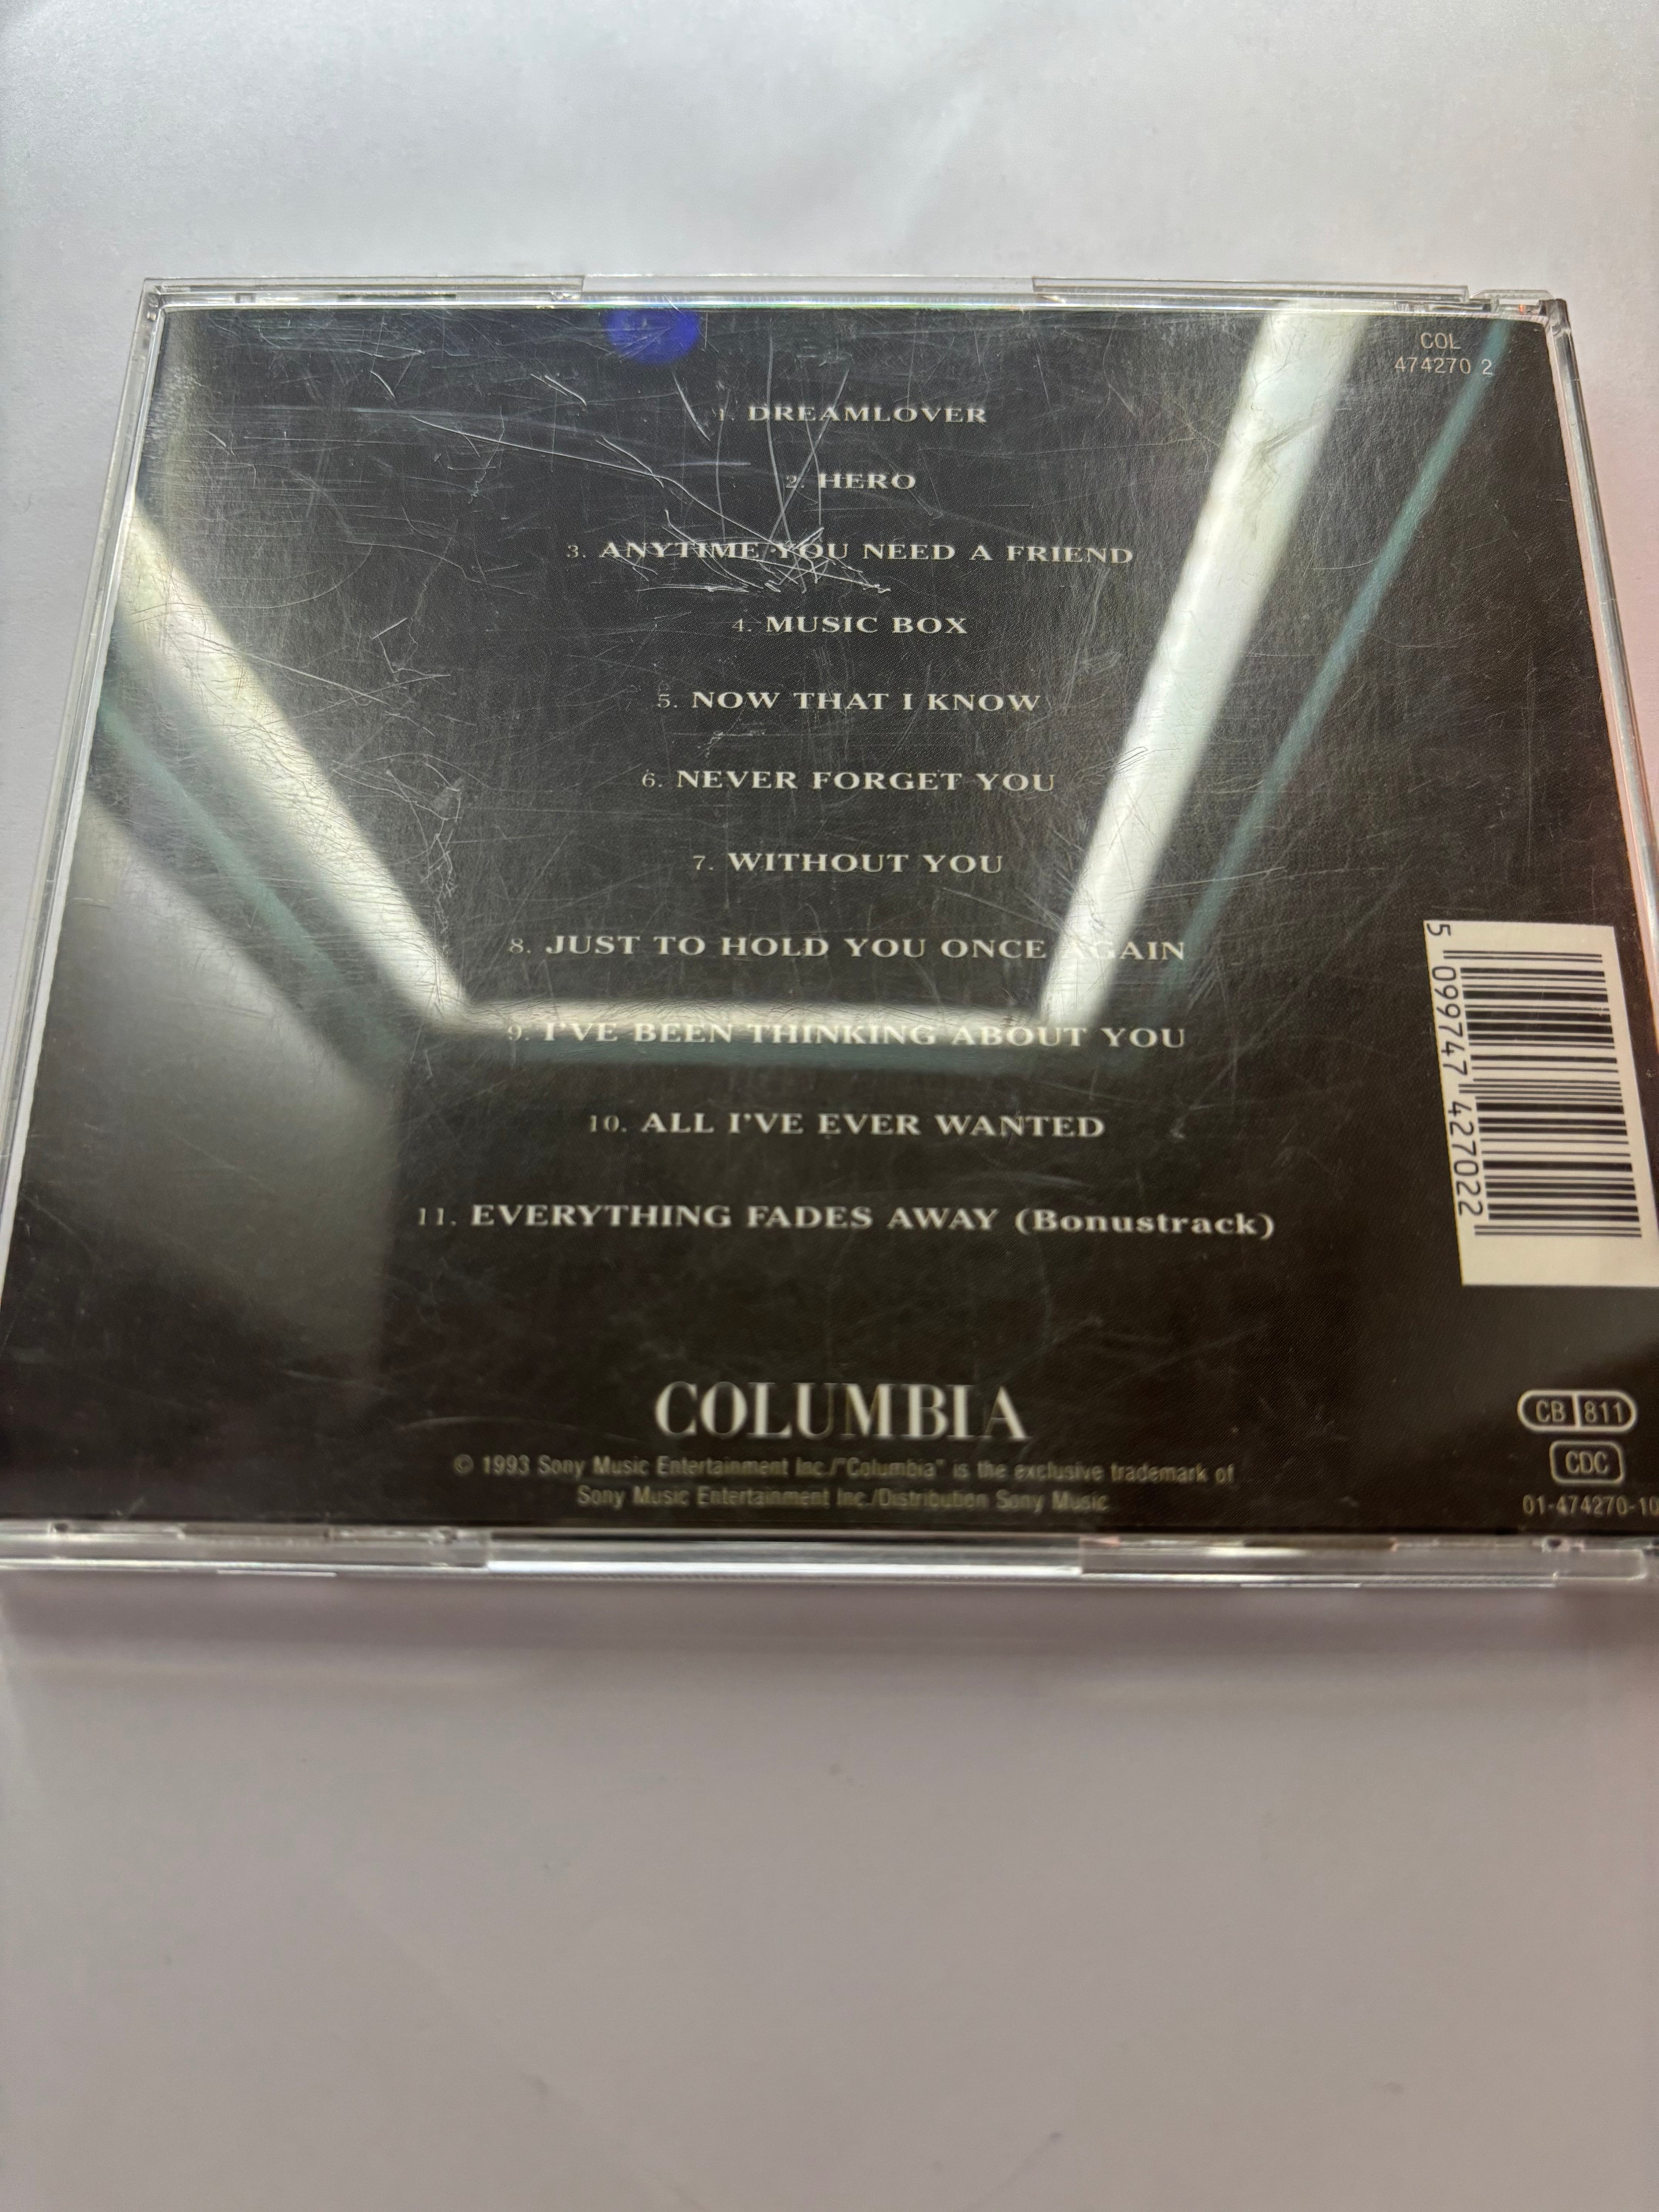 COL
474270 2
1. DREAMLOVER
2. HERO
3. ANYTIME YOU NEED A FRIEND
4. MUSIC BOX
5. NOW THAT I KNOW
6. NEVER FORGET YOU
7. WITHOUT YOU
8. JUST TO HOLD YOU ONCE AGAIN
9. I'VE BEEN THINKING ABOUT YOU
10. ALL I'VE EVER WANTED
11. EVERYTHING FADES AWAY (Bonustrack)
5 099747 427022
COLUMBIA
© 1993 Sony Music Entertainment Inc./"Columbia" is the exclusive trademark of
Sony Music Entertainment Inc./Distribution Sony Music
CB 811
CDC
01-474270-10